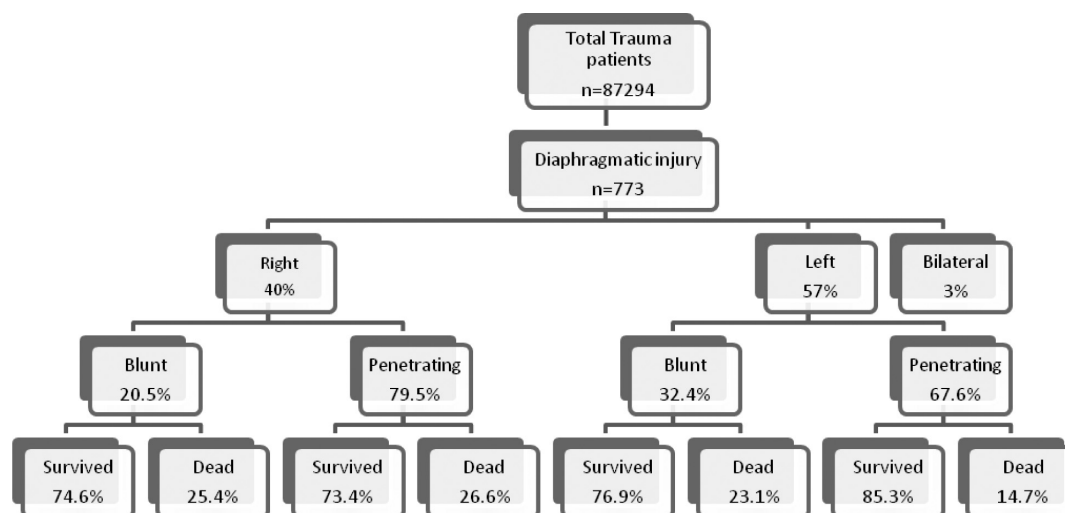 Total Trauma
patients
n=87294
Diaphragmatic injury
n=773
Right
40%
Left
57%
Bilateral
3%
Blunt
20.5%
Penetrating
79.5%
Blunt
32.4%
Penetrating
67.6%
Survived
74.6%
Dead
25.4%
Survived
73.4%
Dead
26.6%
Survived
76.9%
Dead
23.1%
Survived
85.3%
Dead
14.7%